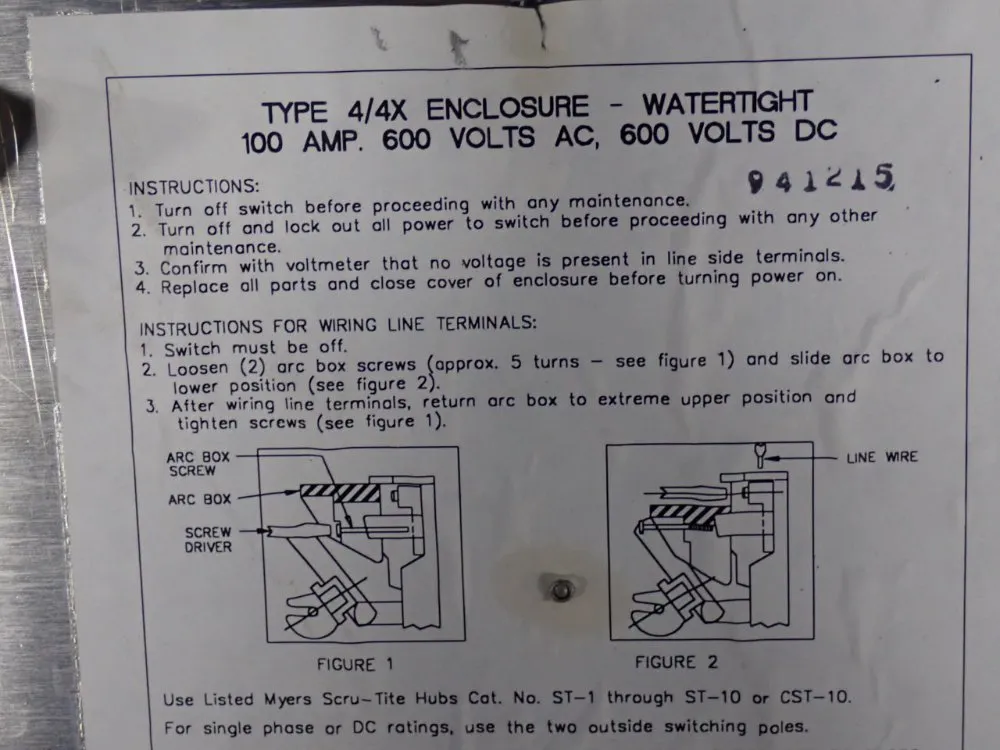 TYPE 4/4X ENCLOSURE - WATERTIGHT
100 AMP. 600 VOLTS AC, 600 VOLTS DC
941215
INSTRUCTIONS:
1. Turn off switch before proceeding with any maintenance.
2. Turn off and lock out all power to switch before proceeding with any other
maintenance.
3. Confirm with voltmeter that no voltage is present in line side terminals.
4. Replace all parts and close cover of enclosure before turning power on.
INSTRUCTIONS FOR WIRING LINE TERMINALS:
1. Switch must be off.
2. Loosen (2) arc box screws (approx. 5 turns - see figure 1) and slide arc box to
lower position (see figure 2).
3. After wiring line terminals, return arc box to extreme upper position and
tighten screws (see figure 1).
ARC BOX
SCREW
ARC BOX
SCREW
DRIVER
LINE WIRE
FIGURE 1
FIGURE 2
Use Listed Myers Scru-Tite Hubs Cat. No. ST-1 through ST-10 or CST-10.
For single phase or DC ratings, use the two outside switching poles.